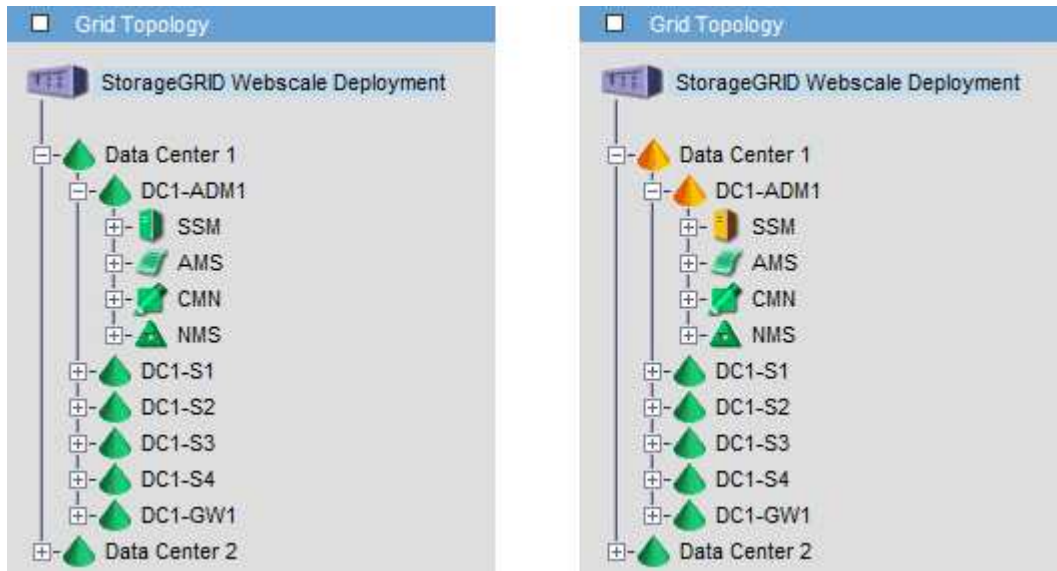 Grid Topology
StorageGRID Webscale Deployment
Data Center 1
DC1-ADM1
SSM
AMS
CMN
NMS
DC1-S1
DC1-S2
DC1-S3
DC1-S4
DC1-GW1
Data Center 2
Grid Topology
StorageGRID Webscale Deployment
Data Center 1
DC1-ADM1
SSM
AMS
CMN
NMS
DC1-S1
DC1-S2
DC1-S3
DC1-S4
DC1-GW1
Data Center 2